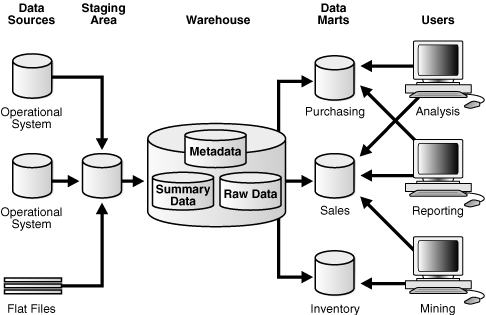 Data
Sources
Staging
Area
Warehouse
Data
Marts
Users
Operational
System
Operational
System
Flat Files
Metadata
Summary
Data
Raw Data
Purchasing
Sales
Inventory
Analysis
Reporting
Mining